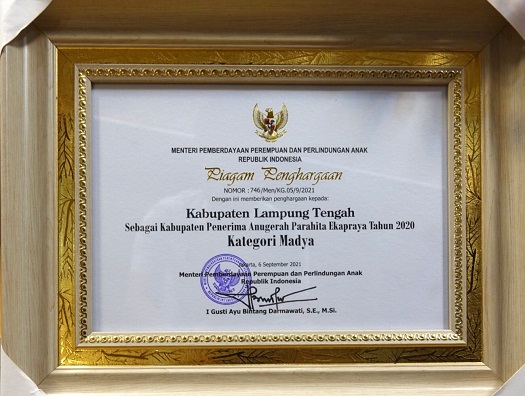 MENTERI PEMBERDAYAAN PEREMPUAN DAN PERLINDUNGAN ANAK
REPUBLIK INDONESIA
Piagam Penghargaan
NOMOR : 746/Men/KG.05/9/2021
Dengan ini memberikan penghargaan kepada:
Kabupaten Lampung Tengah
Sebagai Kabupaten Penerima Anugerah Parahita Ekapraya Tahun 2020
Kategori Madya
Jakarta, 6 September 2021
Menteri Pemberdayaan Perempuan dan Perlindungan Anak
Republik Indonesia
I Gusti Ayu Bintang Darmawati, S.E., M.Si.